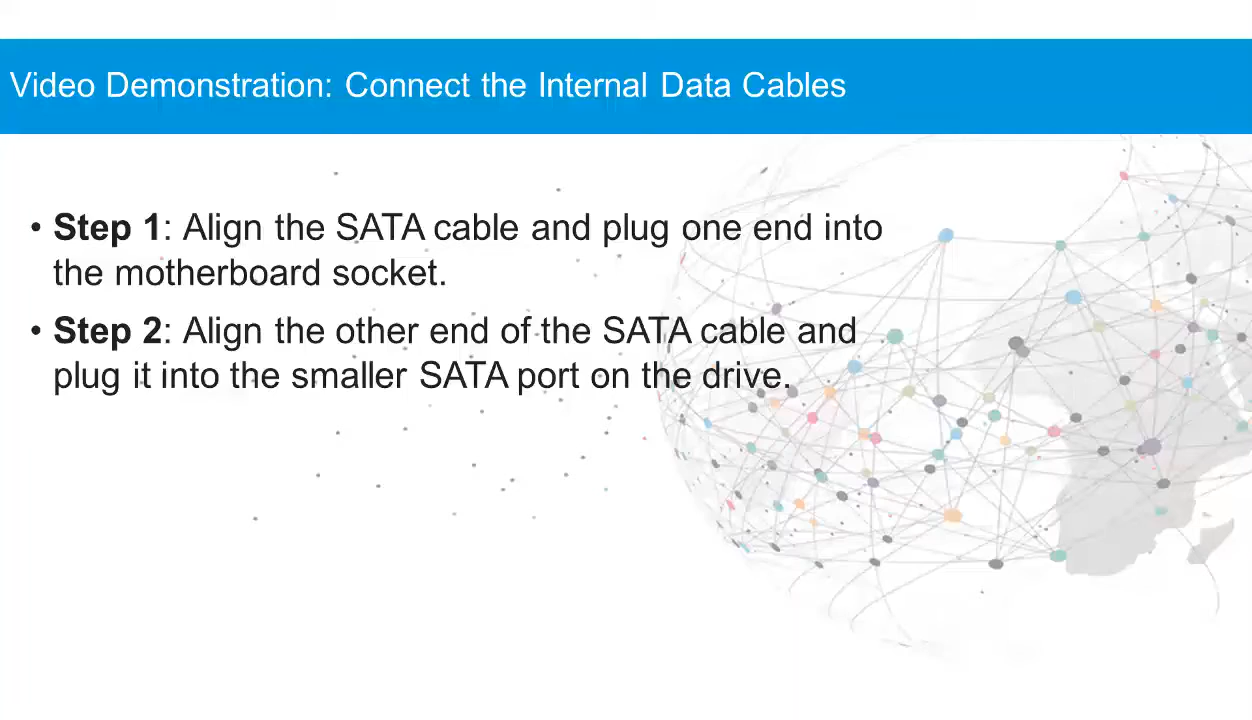 Video Demonstration: Connect the Internal Data Cables
• Step 1: Align the SATA cable and plug one end into
the motherboard socket.
• Step 2: Align the other end of the SATA cable and
plug it into the smaller SATA port on the drive.